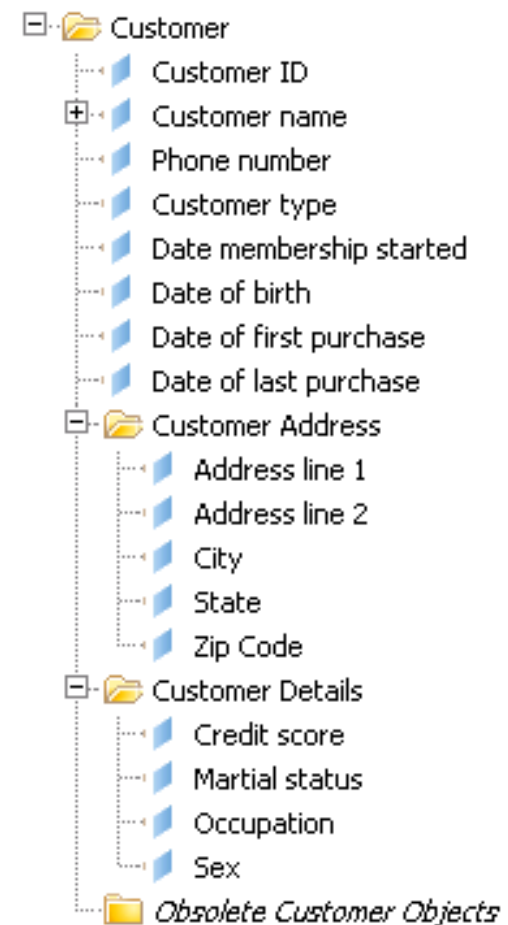 Customer
Customer ID
Customer name
Phone number
Customer type
Date membership started
Date of birth
Date of first purchase
Date of last purchase
Customer Address
Address line 1
Address line 2
City
State
Zip Code
Customer Details
Credit score
Martial status
Occupation
Sex
Obsolete Customer Objects